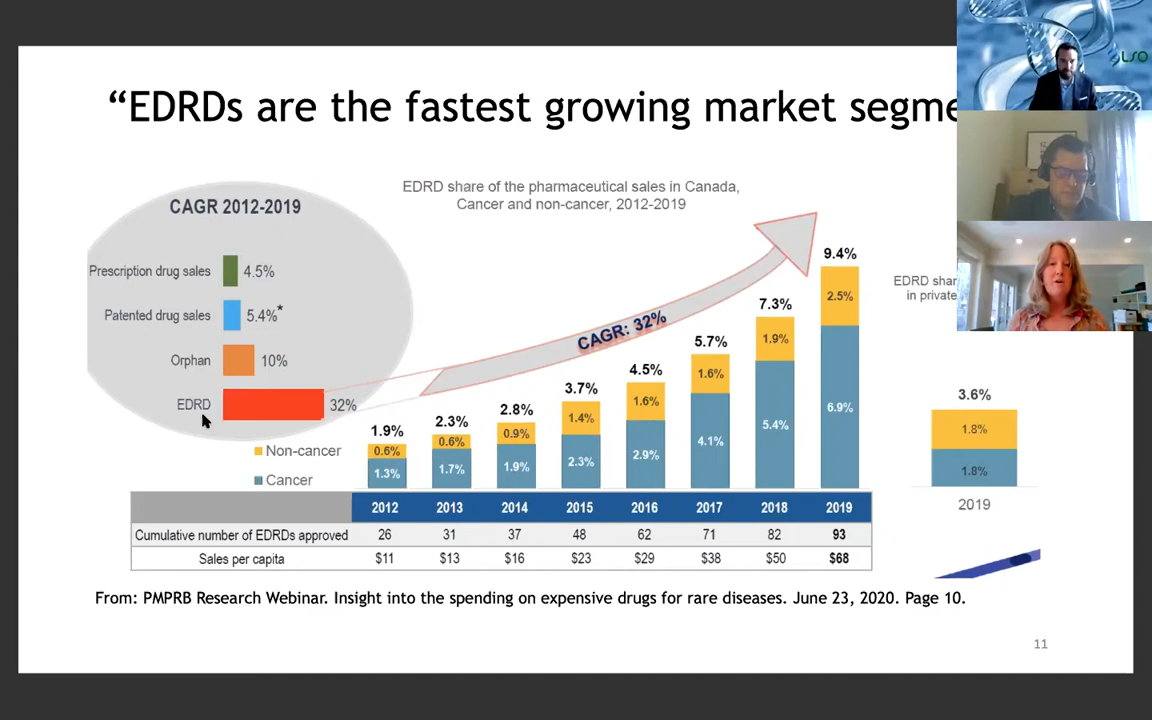 “EDRDs are the fastest growing market segme
LSO
EDRD share of the pharmaceutical sales in Canada,
Cancer and non-cancer, 2012-2019
CAGR 2012-2019
Prescription drug sales 4.5%
Patented drug sales 5.4%*
Orphan 10%
EDRD 32%
CAGR: 32%
EDRD shar
in private
Non-cancer
Cancer
1.9% 2.3% 2.8% 3.7% 4.5% 5.7% 7.3% 9.4%
0.6% 0.6% 0.9% 1.4% 1.6% 1.6% 1.9% 2.5%
1.3% 1.7% 1.9% 2.3% 2.9% 4.1% 5.4% 6.9%
3.6%
1.8%
1.8%
2019
2012 2013 2014 2015 2016 2017 2018 2019
Cumulative number of EDRDs approved 26 31 37 48 62 71 82 93
Sales per capita $11 $13 $16 $23 $29 $38 $50 $68
From: PMPRB Research Webinar. Insight into the spending on expensive drugs for rare diseases. June 23, 2020. Page 10.
11